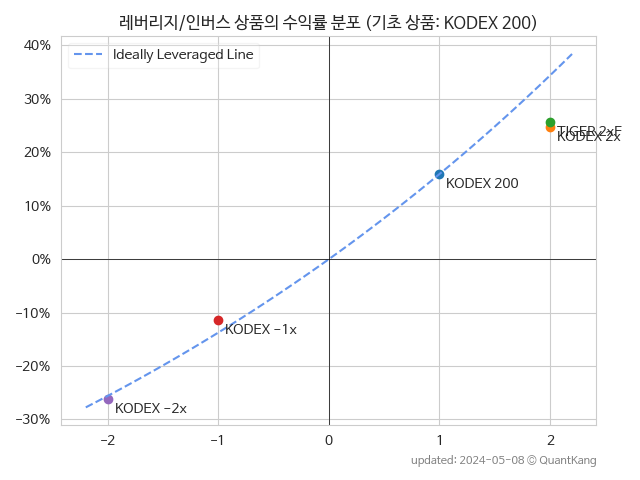 레버리지/인버스 상품의 수익률 분포 (기초 상품: KODEX 200)
40%
Ideally Leveraged Line
30%
TIGER 2xF
KODEX 2x
20%
KODEX 200
10%
0%
-10%
KODEX -1x
-20%
KODEX -2x
-30%
-2 -1 0 1 2
updated: 2024-05-08 © QuantKang